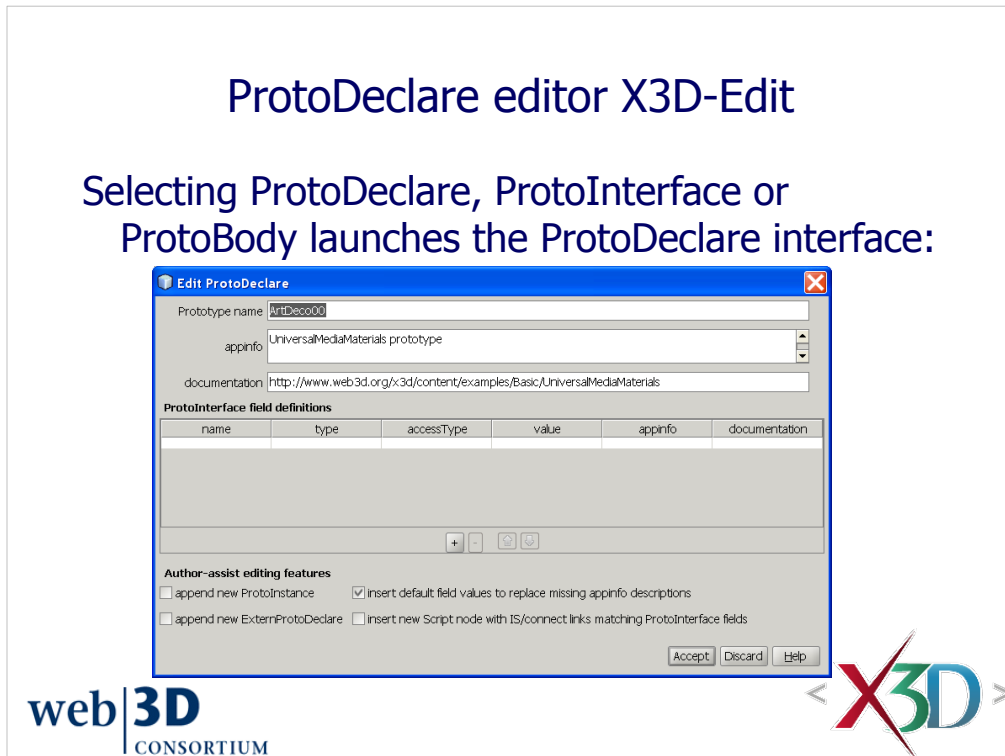 ProtoDeclare editor X3D-Edit
Selecting ProtoDeclare, ProtoInterface or
ProtoBody launches the ProtoDeclare interface:
Edit ProtoDeclare
Prototype name ArtDeco00
appinfo UniversalMediaMaterials prototype
documentation http://www.web3d.org/x3d/content/examples/Basic/UniversalMediaMaterials
ProtoInterface field definitions
name type accessType value appinfo documentation
+ -
Author-assist editing features
append new ProtoInstance insert default field values to replace missing appinfo descriptions
append new ExternProtoDeclare insert new Script node with IS/connect links matching ProtoInterface fields
Accept Discard Help
web|3D
CONSORTIUM
< X3D >